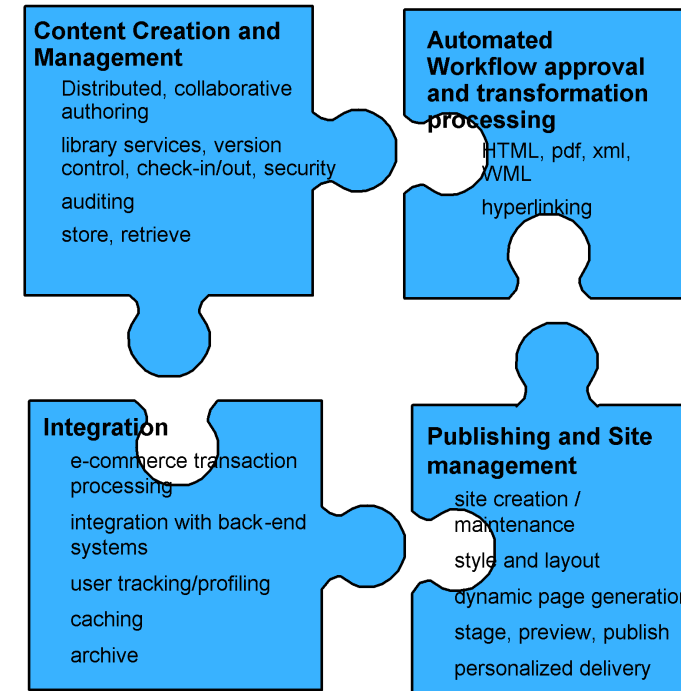 Content Creation and
Management
Distributed, collaborative
authoring
library services, version
control, check-in/out, security
auditing
store, retrieve
Automated
Workflow approval
and transformation
processing
HTML, pdf, xml,
WML
hyperlinking
Integration
e-commerce transaction
processing
integration with back-end
systems
user tracking/profiling
caching
archive
Publishing and Site
management
site creation /
maintenance
style and layout
dynamic page generation
stage, preview, publish
personalized delivery